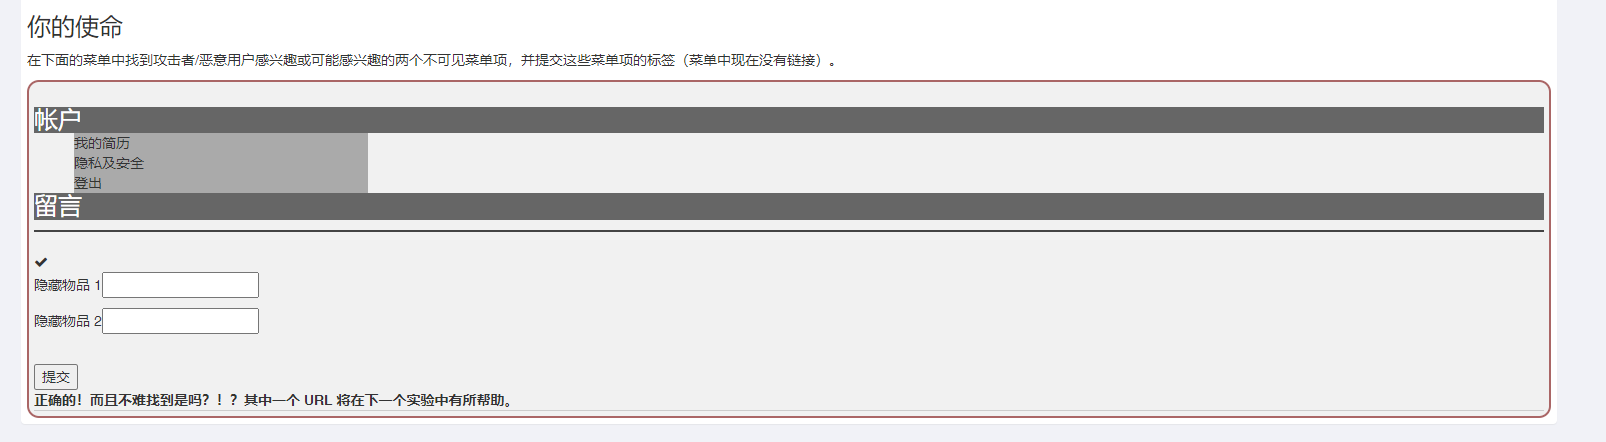 你的使命
在下面的菜单中找到攻击者/恶意用户感兴趣或可能感兴趣的两个不可见菜单项，并提交这些菜单项的标签（菜单中现在没有链接）。
帐户
我的简历
隐私及安全
登出
留言
隐藏物品 1
隐藏物品 2
提交
正确的！而且不难找到是吗？！？其中一个 URL 将在下一个实验中有所帮助。